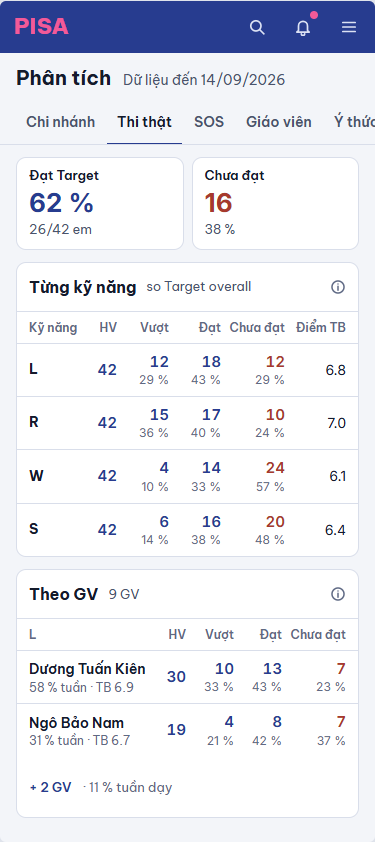 PISA
Phân tích Dữ liệu đến 14/09/2026
Chi nhánh Thi thật SOS Giáo viên Ý thức
Đạt Target Chưa đạt
62 % 16
26/42 em 38 %
Từng kỹ năng so Target overall
Kỹ năng HV Vượt Đạt Chưa đạt Điểm TB
L 42 12 18 12 6.8
29 % 43 % 29 %
R 42 15 17 10 7.0
36 % 40 % 24 %
W 42 4 14 24 6.1
10 % 33 % 57 %
S 42 6 16 20 6.4
14 % 38 % 48 %
Theo GV 9 GV
L HV Vượt Đạt Chưa đạt
Dương Tuấn Kiên 30 10 13 7
58 % tuần · TB 6.9 33 % 43 % 23 %
Ngô Bảo Nam 19 4 8 7
31 % tuần · TB 6.7 21 % 42 % 37 %
+ 2 GV · 11 % tuần dạy